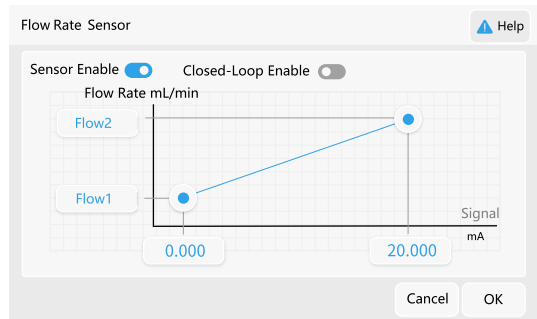 Flow Rate Sensor
Help
Sensor Enable
Closed-Loop Enable
Flow Rate mL/min
Flow2
Flow1
Signal
mA
0.000
20.000
Cancel
OK